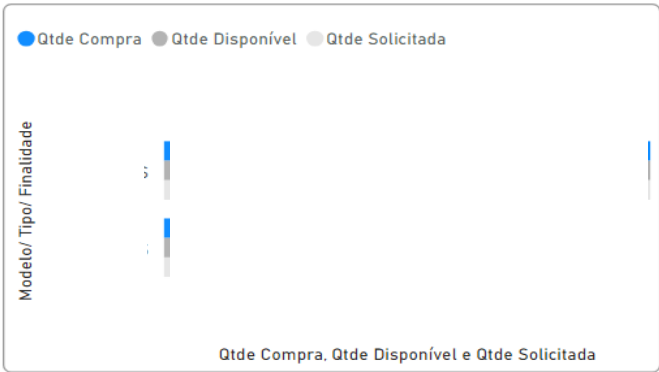 Qtde Compra Qtde Disponível Qtde Solicitada
Modelo/ Tipo/ Finalidade
Qtde Compra, Qtde Disponível e Qtde Solicitada